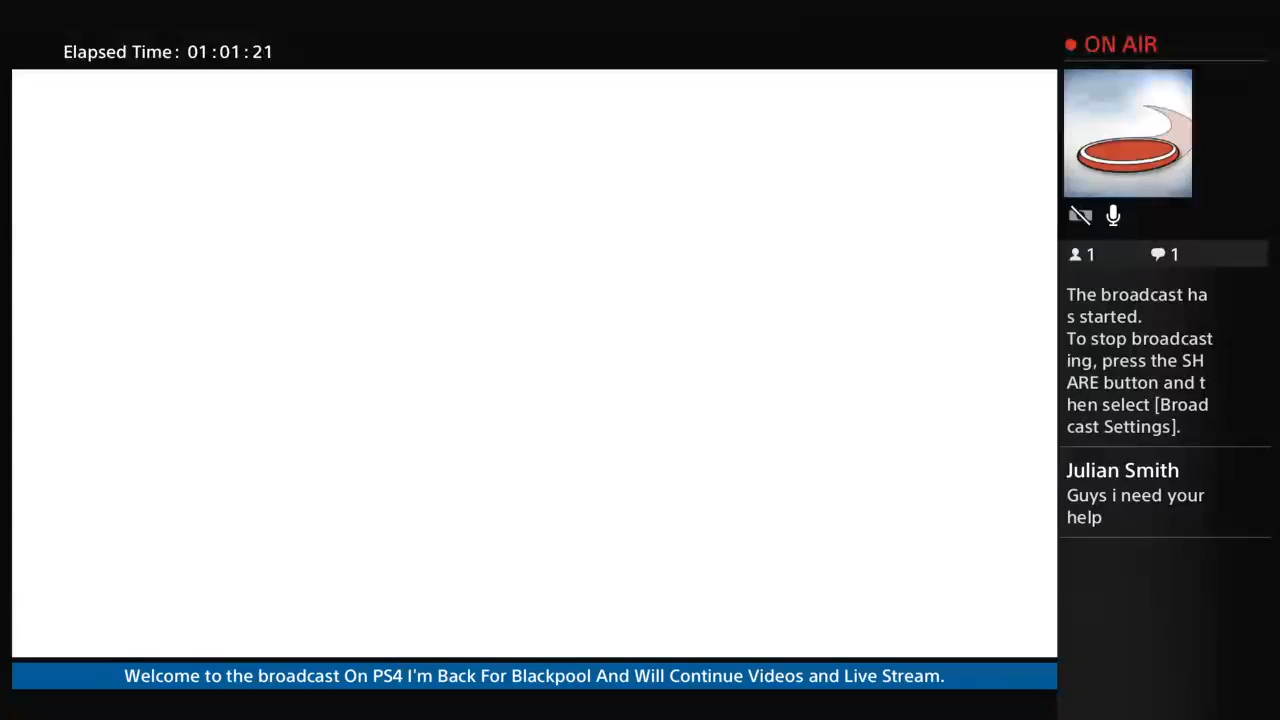 Elapsed Time: 01:01:21
ON AIR
1 1
The broadcast ha
s started.
To stop broadcast
ing, press the SH
ARE button and t
hen select [Broad
cast Settings].
Julian Smith
Guys i need your
help
Welcome to the broadcast On PS4 I'm Back For Blackpool And Will Continue Videos and Live Stream.